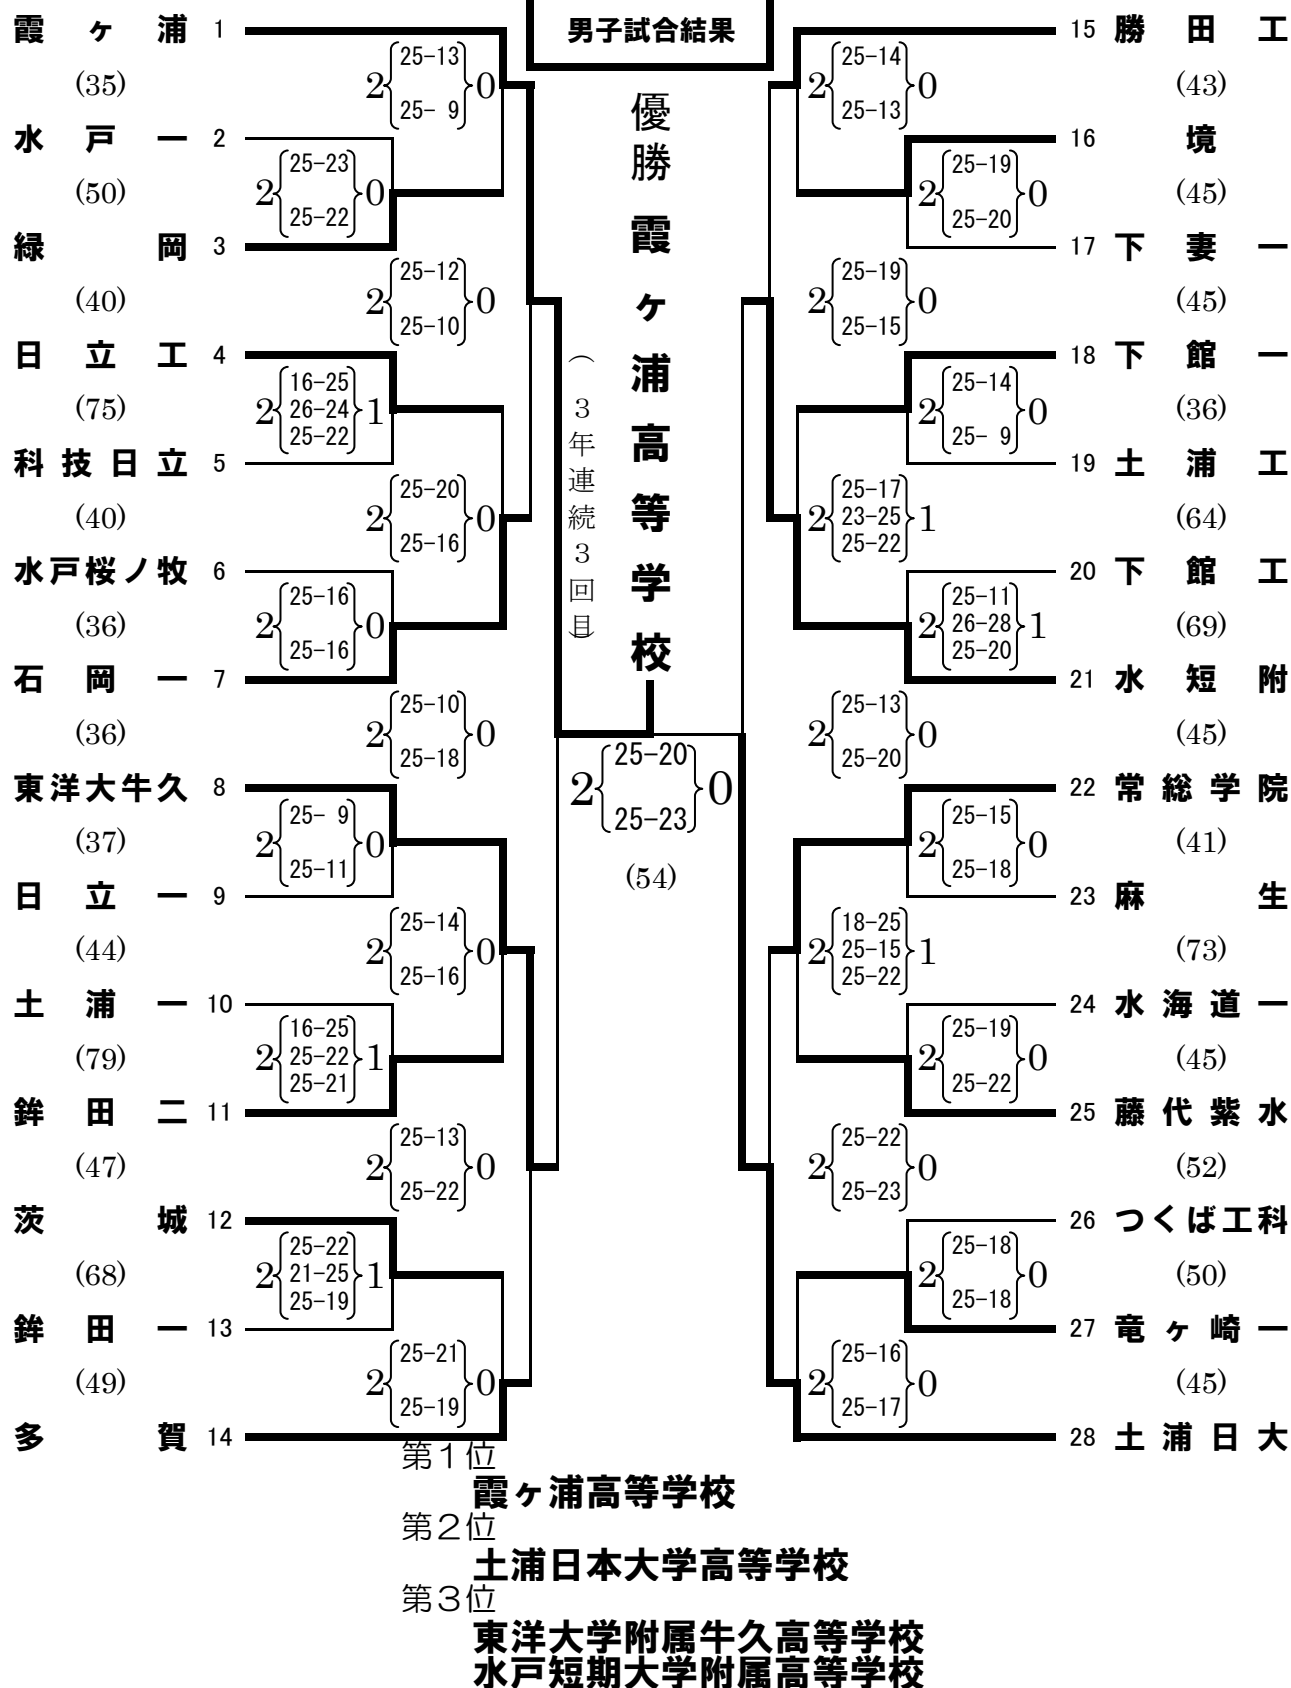 男子試合結果
優勝 霞ヶ浦高等学校
（３年連続３回目）
霞ヶ浦 1
(35)
水戸一 2
(50)
緑岡 3
(40)
日立工 4
(75)
科技日立 5
(40)
水戸桜ノ牧 6
(36)
石岡一 7
(36)
東洋大牛久 8
(37)
日立一 9
(44)
土浦一 10
(79)
鉾田二 11
(47)
茨城 12
(68)
鉾田一 13
(49)
多賀 14
2 25-23 0
25-22
2 16-25 1
26-24
25-22
2 25-16 0
25-16
2 25- 9 0
25-11
2 16-25 1
25-22
25-21
2 25-22 1
21-25
25-19
2 25-13 0
25- 9
2 25-12 0
25-10
2 25-20 0
25-16
2 25-10 0
25-18
2 25-14 0
25-16
2 25-13 0
25-22
2 25-21 0
25-19
2 25-20 0
25-23
(54)
2 25-14 0
25-13
2 25-19 0
25-15
2 25-17 1
23-25
25-22
2 25-13 0
25-20
2 18-25 1
25-15
25-22
2 25-22 0
25-23
2 25-16 0
25-17
2 25-19 0
25-20
2 25-14 0
25- 9
2 25-11 1
26-28
25-20
2 25-15 0
25-18
2 25-19 0
25-22
2 25-18 0
25-18
15 勝田工
(43)
16 境
(45)
17 下妻一
(45)
18 下館一
(36)
19 土浦工
(64)
20 下館工
(69)
21 水短附
(45)
22 常総学院
(41)
23 麻生
(73)
24 水海道一
(45)
25 藤代紫水
(52)
26 つくば工科
(50)
27 竜ヶ崎一
(45)
28 土浦日大
第１位
霞ヶ浦高等学校
第２位
土浦日本大学高等学校
第３位
東洋大学附属牛久高等学校
水戸短期大学附属高等学校